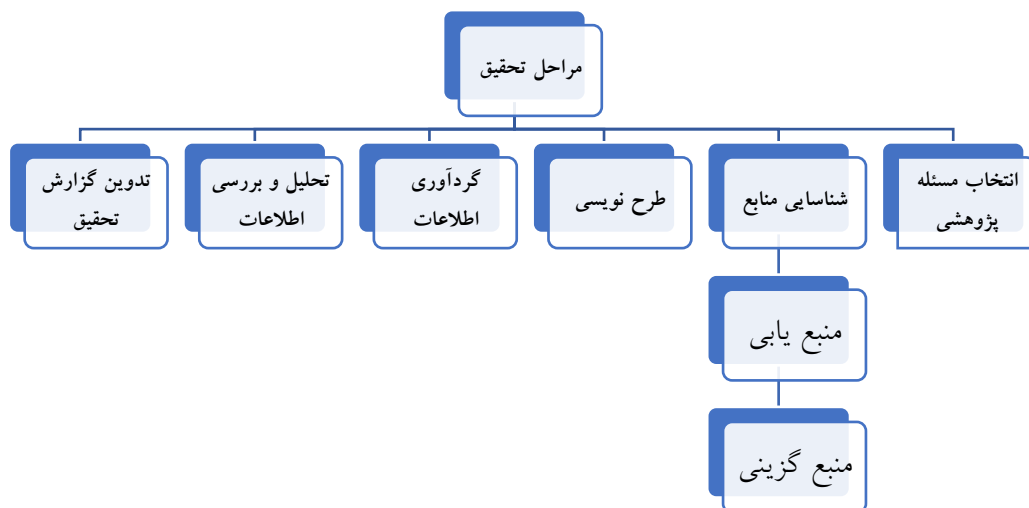 مراحل تحقیق
انتخاب مسئله
پژوهشی
شناسایی منابع
طرح نویسی
گردآوری
اطلاعات
تحلیل و بررسی
اطلاعات
تدوین گزارش
تحقیق
منبع یابی
منبع گزینی